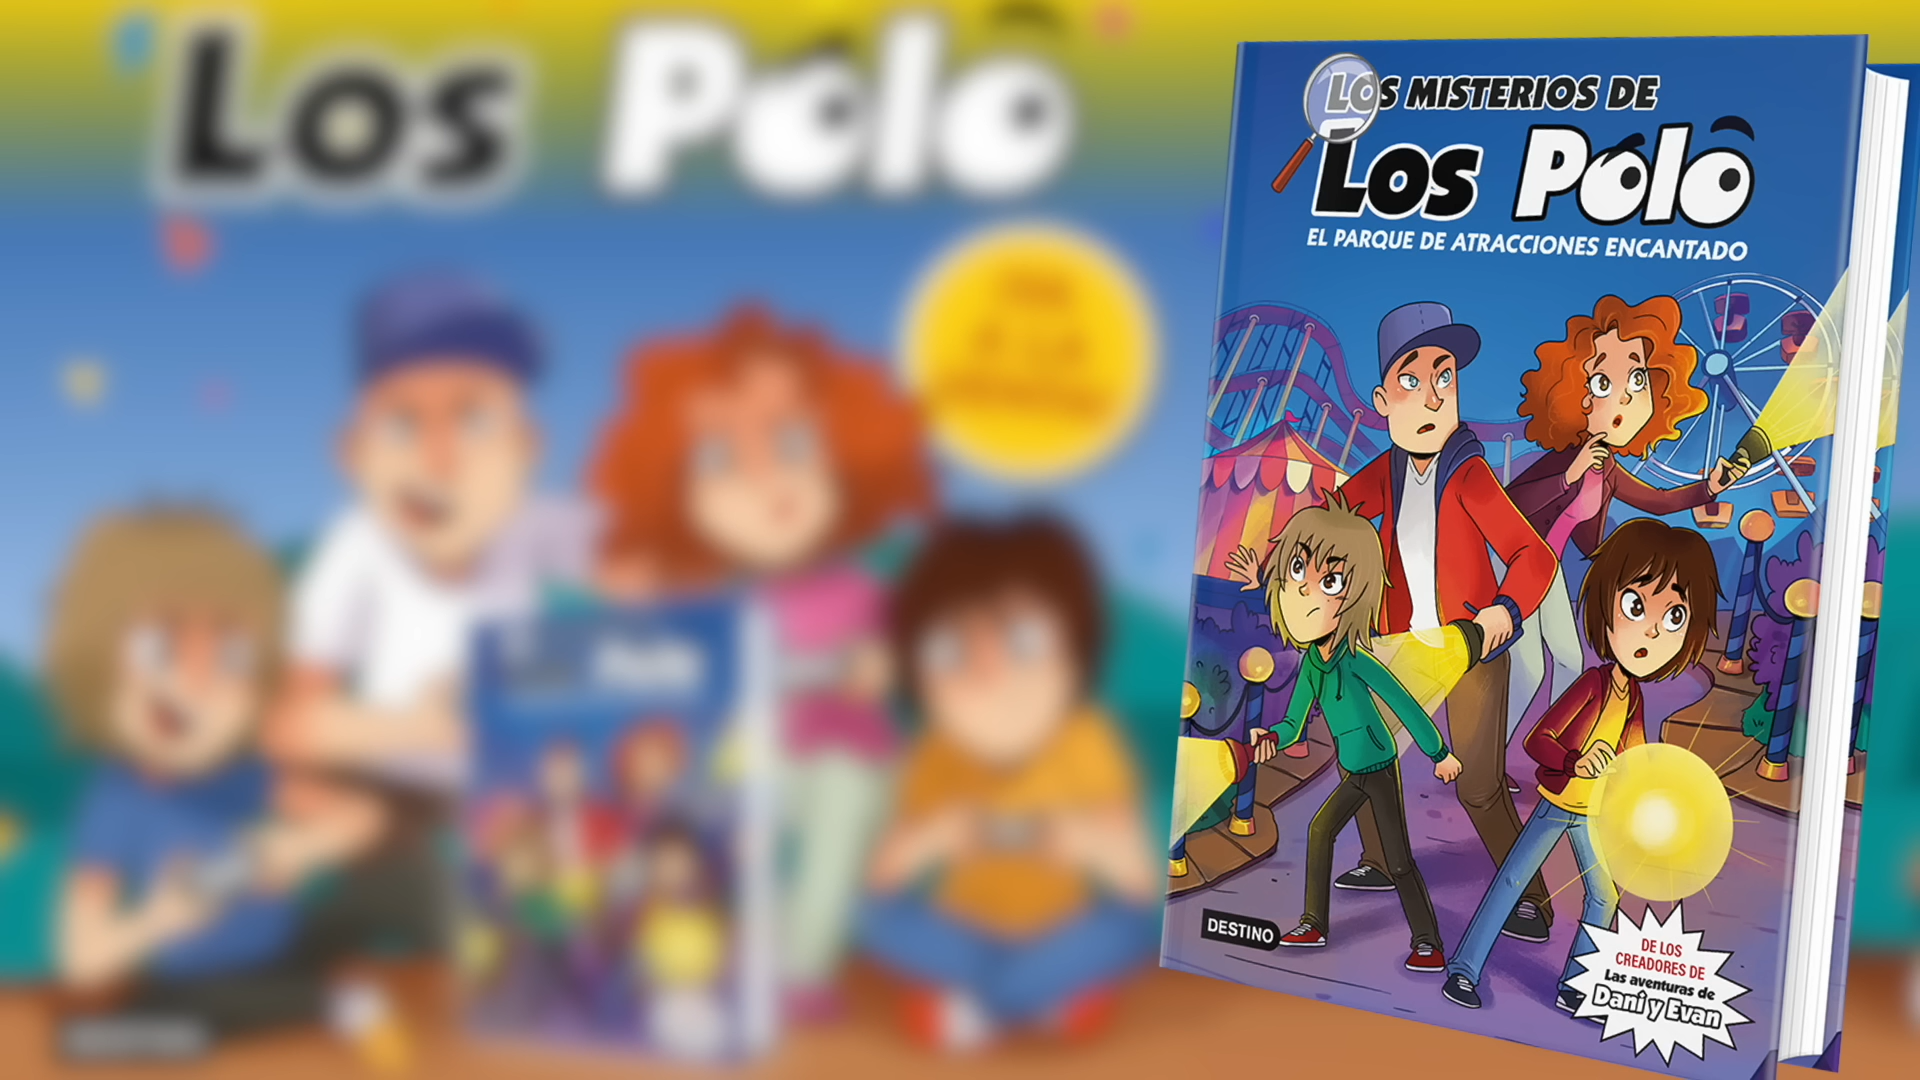 Los Polo
LOS MISTERIOS DE
Los Polo
EL PARQUE DE ATRACCIONES ENCANTADO
DESTINO
DE LOS
CREADORES DE
Las aventuras de
Dani y Evan